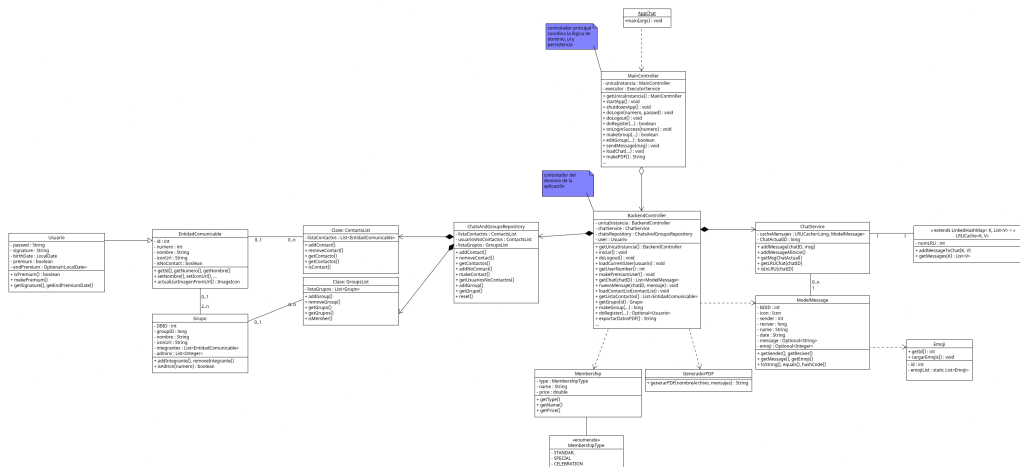 AppChat
+main(args) : void
controlador principal
coordina la lógica de
dominio, ui y
persistencia
MainController
- unicaInstancia : MainController
- executor : ExecutorService
+ getUnicaInstancia() : MainController
+ startApp() : void
+ shutdownApp() : void
+ doLogin(numero, passwd) : void
+ doLogout() : void
+ doRegister(...) : boolean
+ onLoginSuccess(numero) : void
+ makeGroup(...) : boolean
+ editGroup(...) : boolean
+ sendMessage(msg) : void
+ loadChat(...) : void
+ makePDF() : String
...
controlador del
dominio de la
aplicación
BackendController
- unicaInstancia : BackendController
- chatService : ChatService
- chatsRepository : ChatsAndGroupsRepository
- user : Usuario
+ getUnicaInstancia() : BackendController
+ iniciar() : void
+ doLogout() : void
+ loadCurrentUser(usuario) : void
+ getUserNumber() : int
+ makePremiumUser() : void
+ getChat(chatID) : List<ModelMessage>
+ nuevoMensaje(chatID, mensaje) : void
+ loadContactList(contactList) : void
+ getListaContactos() : List<EntidadComunicable>
+ getGrupo(id) : Grupo
+ makeGroup(...) : long
+ doRegister(...) : Optional<Usuario>
+ exportarDatosPDF() : String
...
Usuario
- passwd : String
- signature : String
- birthDate : LocalDate
- premium : boolean
- endPremium : Optional<LocalDate>
+ isPremium() : boolean
+ makePremium()
+ getSignature(), getEndPremiumDate()
EntidadComunicable
- id : int
- numero : int
- nombre : String
- iconUrl : String
- isNoContact : boolean
+ getId(), getNumero(), getNombre()
+ setNombre(), setIconUrl(), ...
+ actualizarImagenFromUrl() : ImageIcon
0..1
0..n
0..1
2..n
Grupo
- DBID : int
- groupID : long
- nombre : String
- iconUrl : String
- integrantes : List<EntidadComunicable>
- admins : List<Integer>
+ addIntegrante(), removeIntegrante()
+ isAdmin(numero) : boolean
0..1
0..n
Clase: ContactsList
- listaContactos : List<EntidadComunicable>
+ addContact()
+ removeContact()
+ getContacto()
+ getContactos()
+ isContact()
Clase: GroupsList
- listaGrupos : List<Grupo>
+ addGroup()
+ removeGroup()
+ getGrupo()
+ getGrupos()
+ isMember()
ChatsAndGroupsRepository
- listaContactos : ContactsList
- usuariosNoContactos : ContactsList
- listaGrupos : GroupsList
+ addContact()
+ removeContact()
+ getContactos()
+ addNoContact()
+ makeContact()
+ getUsuariosNoContactos()
+ addGroup()
+ getGrupo()
+ reset()
ChatService
- cacheMensajes : LRUCache<Long, ModelMessage>
- ChatActualID : long
+ addMessage(chatID, msg)
+ addMessageAlInicio()
+ getMsgChatActual()
+ getLRUChat(chatID)
+ isInLRU(chatID)
1
« extends LinkedHashMap< K, List<V> > »
LRUCache<K, V>
- numLRU : int
+ addMessageToChat(K, V)
+ getMessages(K) : List<V>
0..n
1
ModelMessage
- BDID : int
- icon : Icon
- sender : int
- reciver : long
- name : String
- date : String
- message : Optional<String>
- emoji : Optional<Integer>
+ getSender(), getReciver()
+ getMessage(), getEmoji()
+ toString(), equals(), hashCode()
Emoji
+ getId() : int
+ cargarEmojis() : void
- id : int
- emojiList : static List<Emoji>
Membership
- type : MembershipType
- name : String
- price : double
+ getType()
+ getName()
+ getPrice()
GeneradorPDF
+ generarPDF(nombreArchivo, mensajes) : String
«enumerate»
MembershipType
- STANDAR,
- SPECIAL
- CELEBRATION